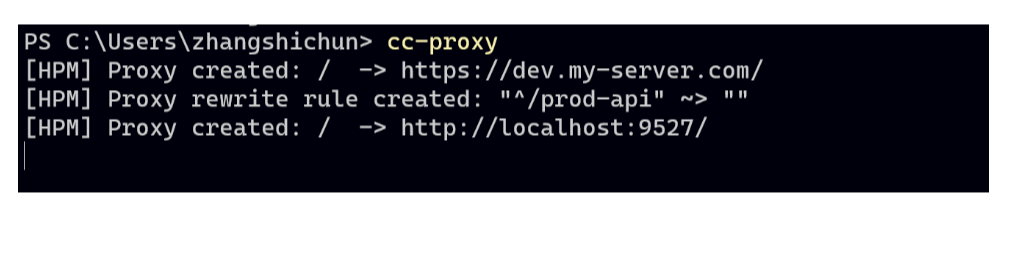 PS C:\Users\zhangshichun> cc-proxy
[HPM] Proxy created: /  -> https://dev.my-server.com/
[HPM] Proxy rewrite rule created: "^/prod-api" ~> ""
[HPM] Proxy created: /  -> http://localhost:9527/